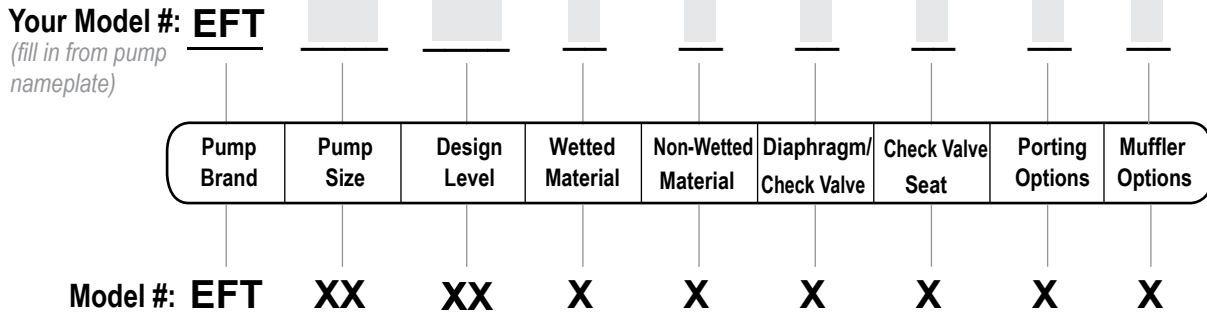 Your Model #: EFT
(fill in from pump
nameplate)
Pump Brand
Pump Size
Design Level
Wetted Material
Non-Wetted Material
Diaphragm/ Check Valve
Check Valve Seat
Porting Options
Muffler Options
Model #: EFT XX XX X X X X X X